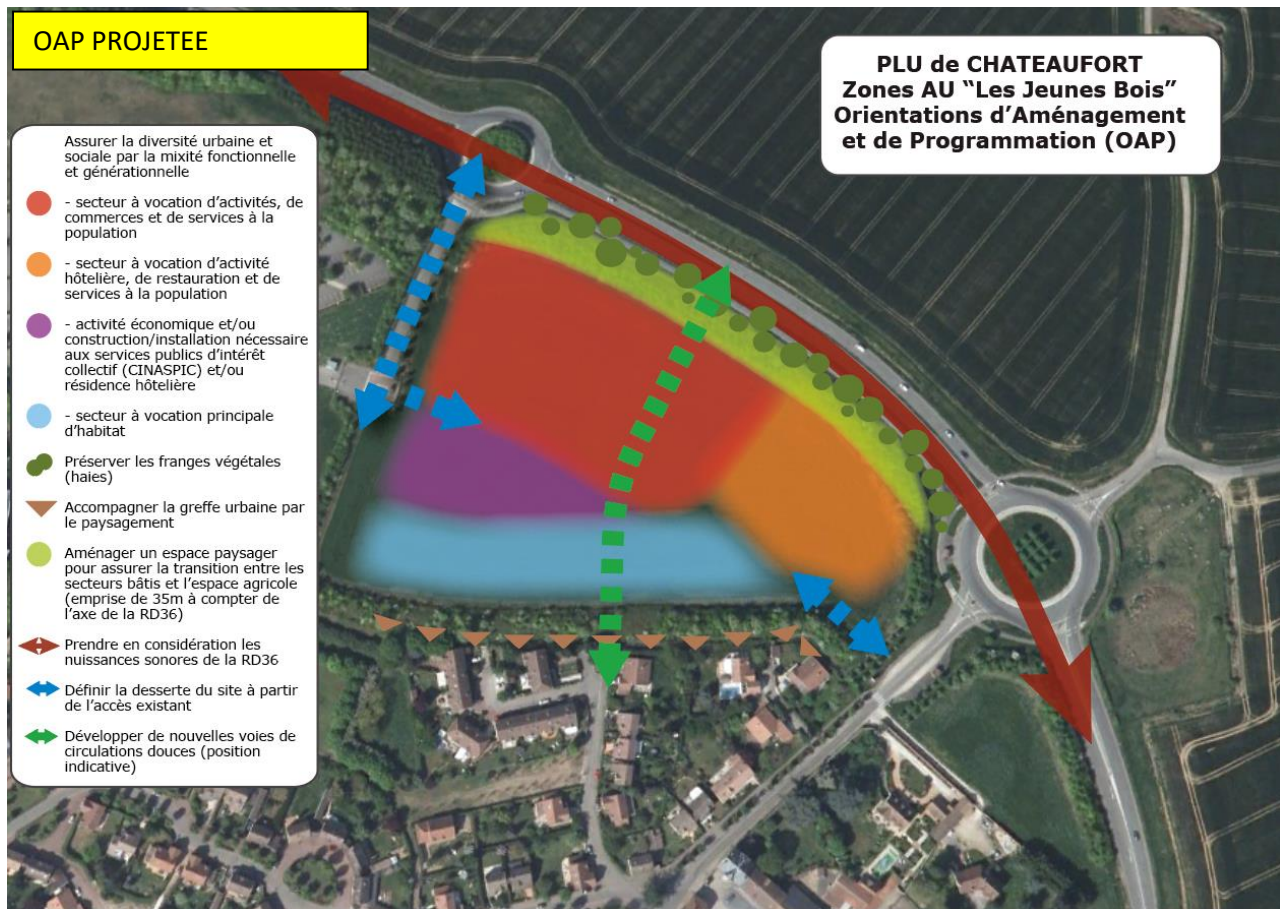 OAP PROJETEE
PLU de CHATEAUFORT
Zones AU "Les Jeunes Bois"
Orientations d'Aménagement
et de Programmation (OAP)
Assurer la diversité urbaine et
sociale par la mixité fonctionnelle
et générationnelle
- secteur à vocation d'activités, de
commerces et de services à la
population
- secteur à vocation d'activité
hôtelière, de restauration et de
services à la population
- activité économique et/ou
construction/installation nécessaire
aux services publics d'intérêt
collectif (CINASPIC) et/ou
résidence hôtelière
- secteur à vocation principale
d'habitat
Préserver les franges végétales
(haies)
Accompagner la greffe urbaine par
le paysagement
Aménager un espace paysager
pour assurer la transition entre les
secteurs bâtis et l'espace agricole
(emprise de 35m à compter de
l'axe de la RD36)
Prendre en considération les
nuissances sonores de la RD36
Définir la desserte du site à partir
de l'accès existant
Développer de nouvelles voies de
circulations douces (position
indicative)